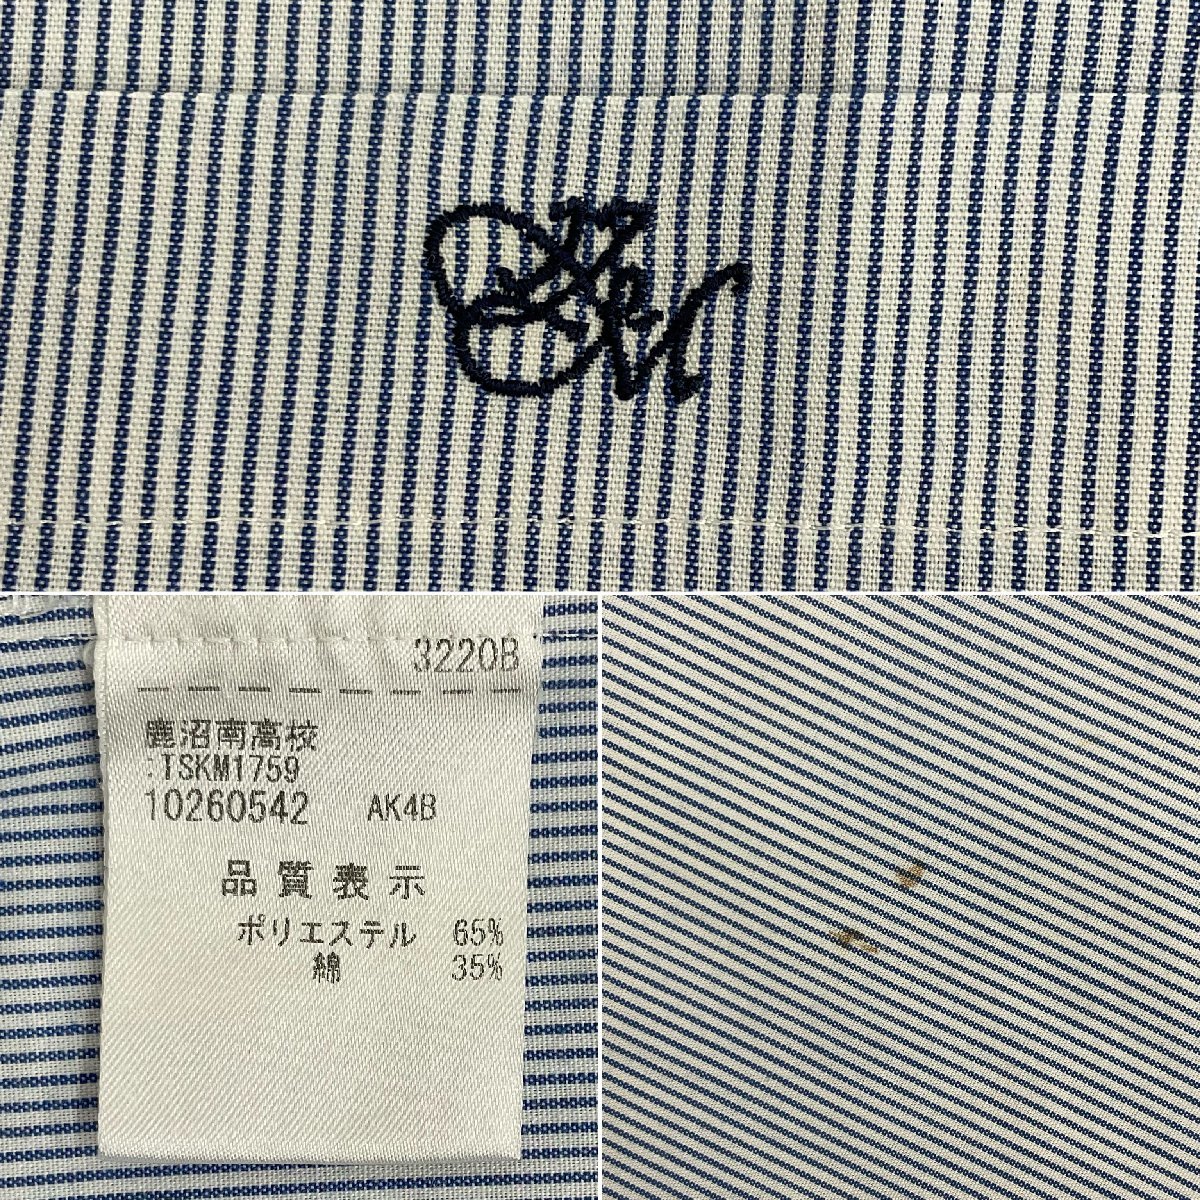 3220B
鹿沼南高校
:TSKM1759
10260542 AK4B
品質表示
ポリエステル 65%
綿 35%